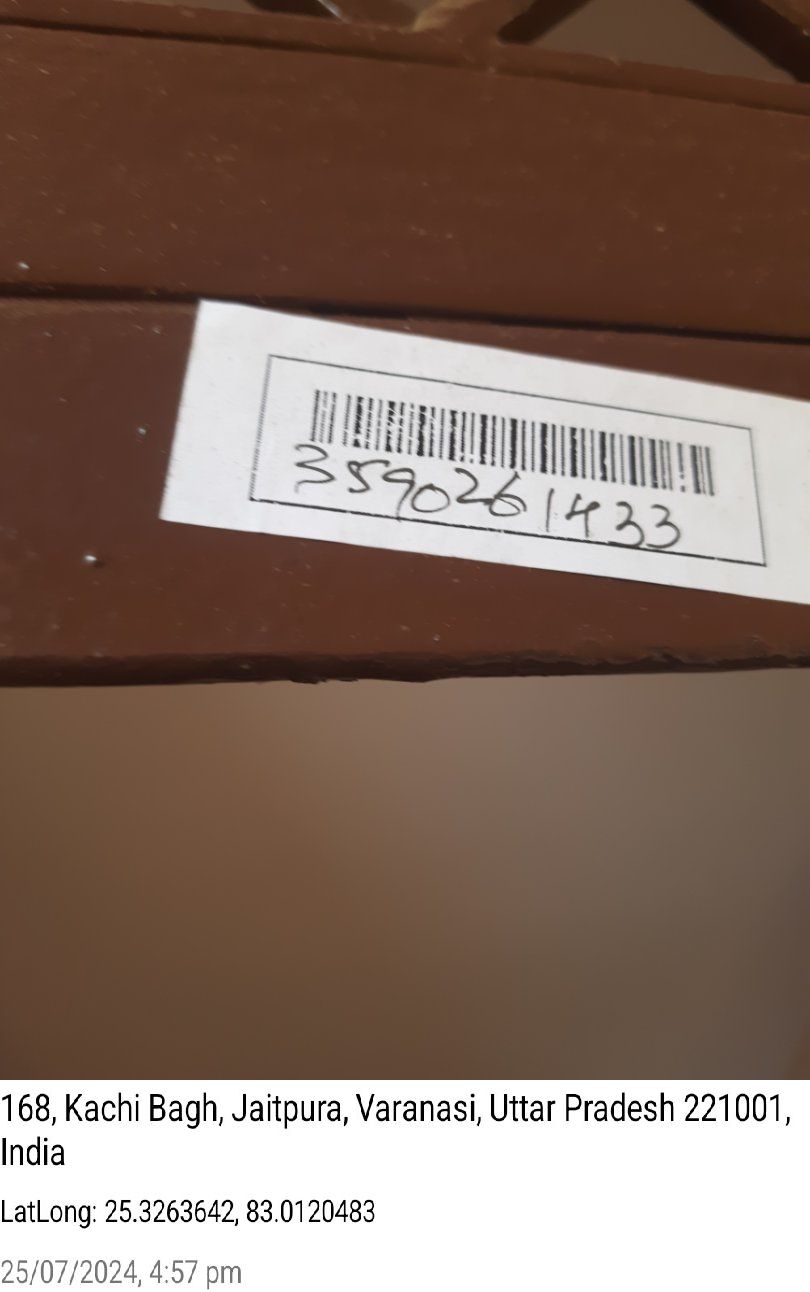 3590261433
168, Kachi Bagh, Jaitpura, Varanasi, Uttar Pradesh 221001,
India
LatLong: 25.3263642, 83.0120483
25/07/2024, 4:57 pm